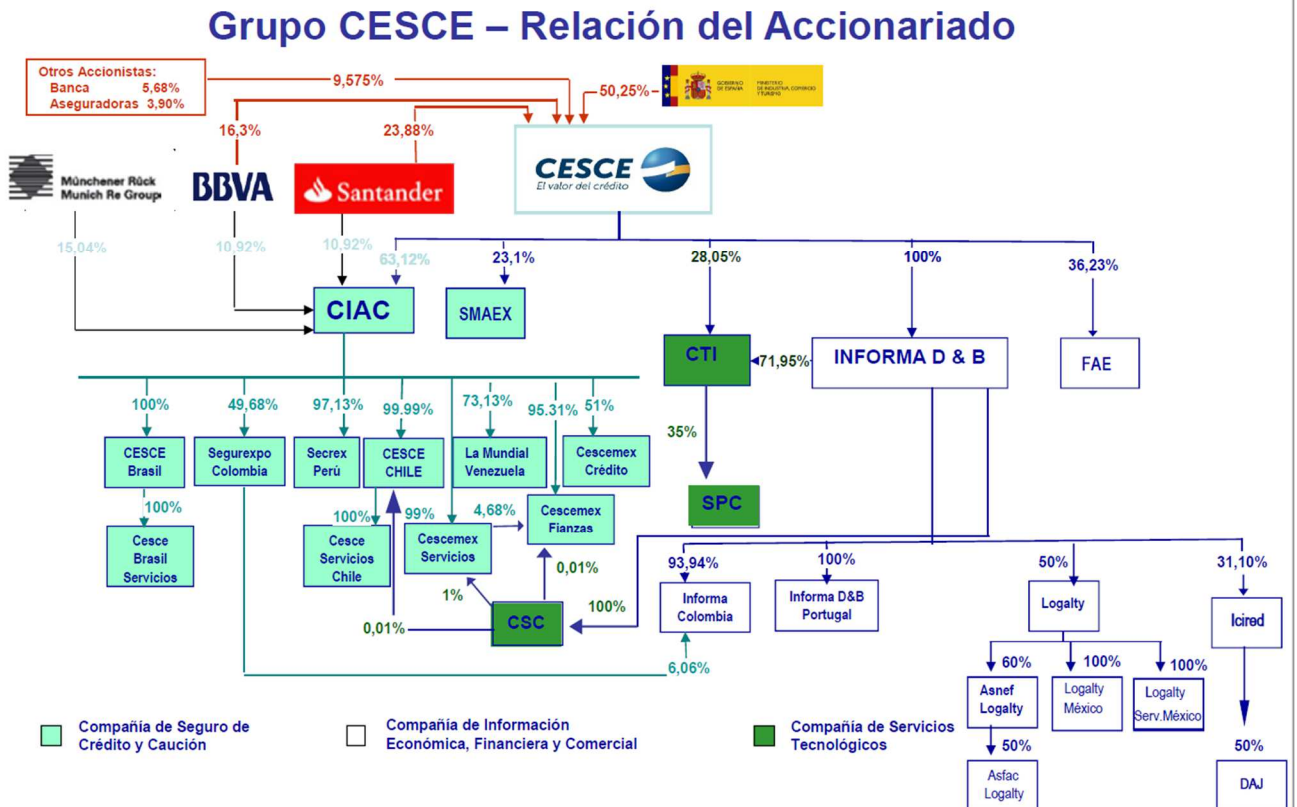 Grupo CESCE – Relación del Accionariado
Otros Accionistas:
Banca 5,68%
Aseguradoras 3,90%
9,575%
50,25%
GOBIERNO
DE ESPAÑA
MINISTERIO
DE INDUSTRIA, COMERCIO
Y TURISMO
16,3%
23,88%
Münchener Rück
Munich Re Group
BBVA
Santander
CESCE
El valor del crédito
15,04%
10,92%
10,92%
63,12%
23,1%
28,05%
100%
36,23%
CIAC
SMAEX
CTI
71,95%
INFORMA D & B
FAE
100%
49,68%
97,13%
99.99%
73,13%
95.31%
51%
35%
CESCE
Brasil
Segurexpo
Colombia
Secrex
Perú
CESCE
CHILE
La Mundial
Venezuela
Cescemex
Crédito
SPC
100%
100%
99%
4,68%
Cescemex
Fianzas
Cesce
Brasil
Servicios
Cesce
Servicios
Chile
Cescemex
Servicios
0,01%
1%
0,01%
CSC
100%
93,94%
100%
50%
31,10%
Informa
Colombia
Informa D&B
Portugal
Logalty
Icired
6,06%
60%
100%
100%
Asnef
Logalty
Logalty
México
Logalty
Serv.México
50%
50%
Asfac
Logalty
DAJ
Compañía de Seguro de
Crédito y Caución
Compañía de Información
Económica, Financiera y Comercial
Compañía de Servicios
Tecnológicos